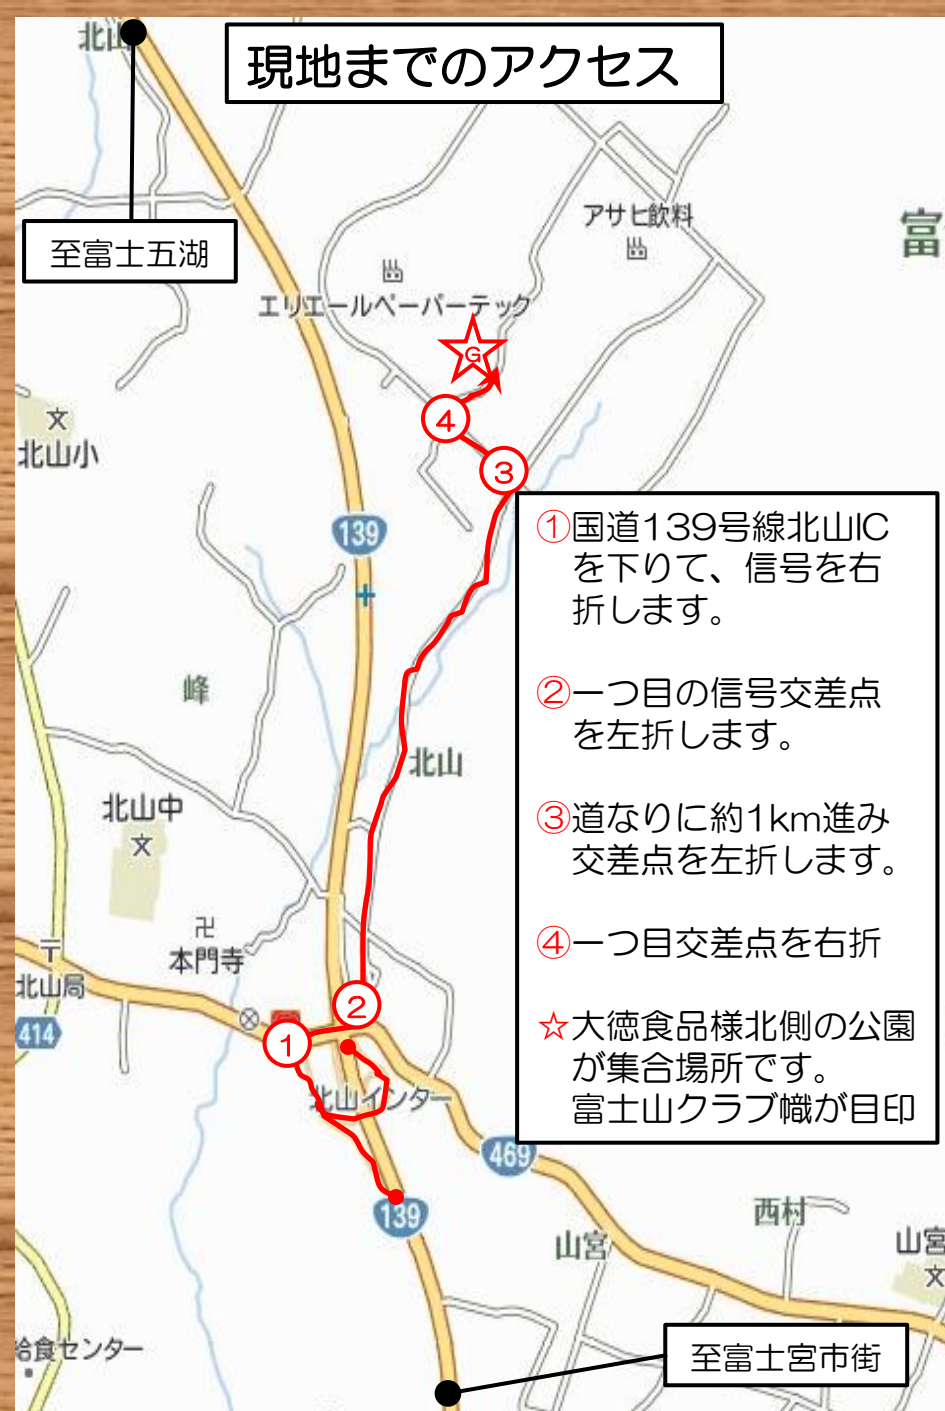 現地までのアクセス
北山
至富士五湖
アサヒ飲料
富
エリエールペーパーテック
G
④
③
北山小
139
①国道139号線北山IC
を下りて、信号を右
折します。
②一つ目の信号交差点
を左折します。
③道なりに約1km進み
交差点を左折します。
④一つ目交差点を右折
☆大徳食品様北側の公園
が集合場所です。
富士山クラブ幟が目印
峰
北山
北山中
本門寺
北山局
414
②
①
北山インター
469
139
西村
山宮
山宮
給食センター
至富士宮市街